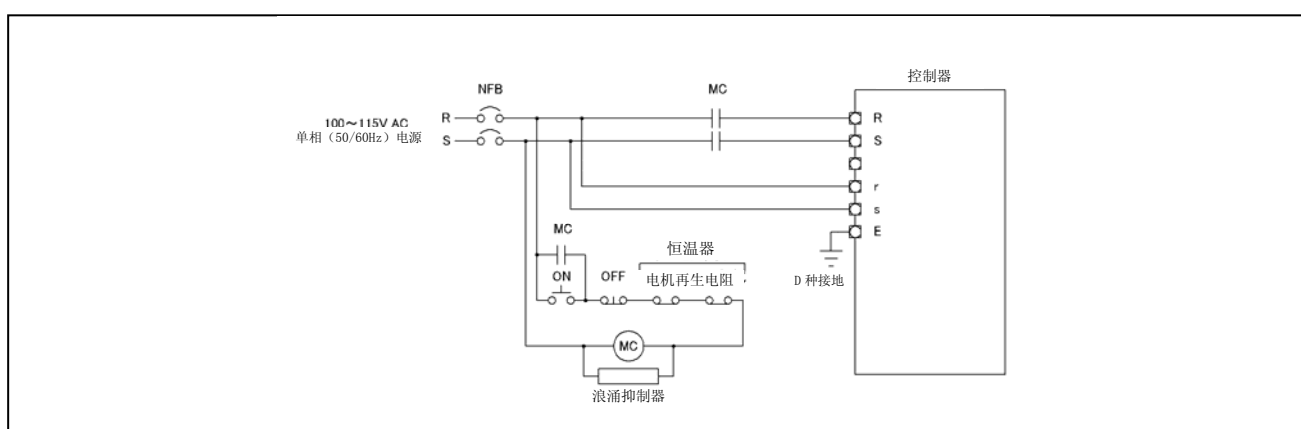 控制器
NFB
MC
R
100～115V AC
单相（50/60Hz）电源
S
R
S
r
s
E
MC
恒温器
ON
OFF
电机再生电阻
D 种接地
MC
浪涌抑制器